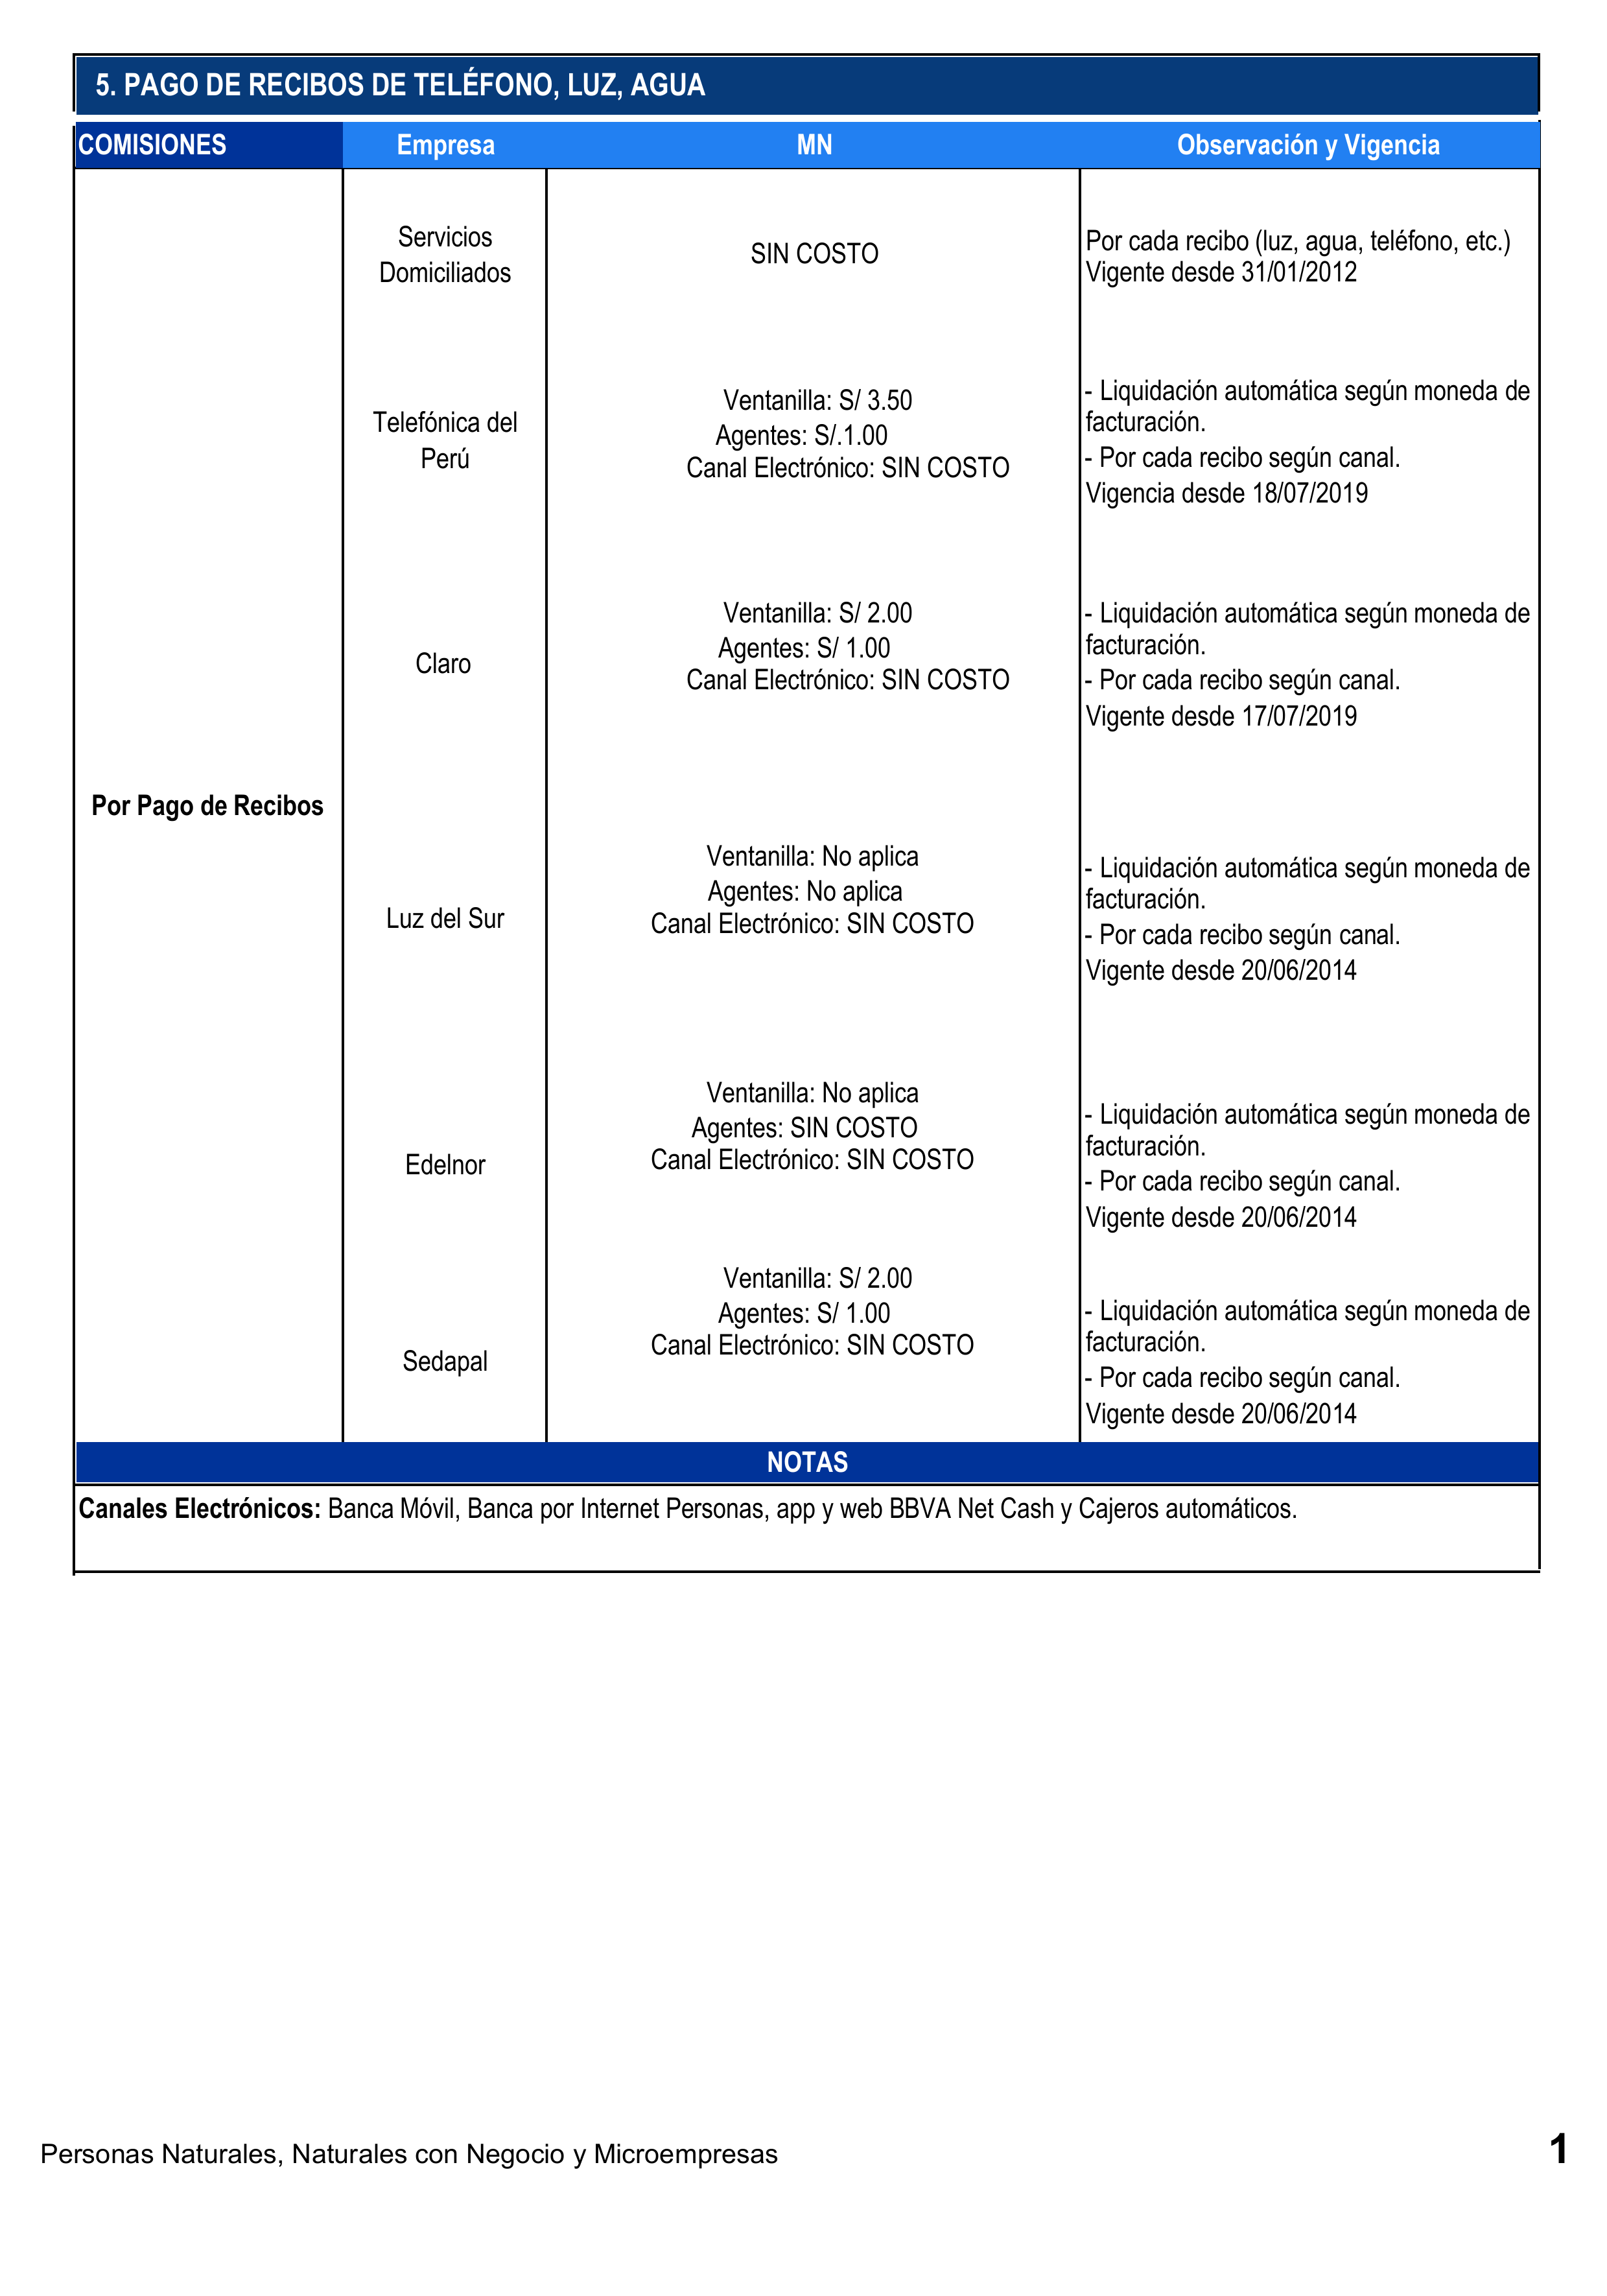 5. PAGO DE RECIBOS DE TELÉFONO, LUZ, AGUA
COMISIONES Empresa MN Observación y Vigencia
Por Pago de Recibos
Servicios
Domiciliados
SIN COSTO
Por cada recibo (luz, agua, teléfono, etc.)
Vigente desde 31/01/2012
Telefónica del
Perú
Ventanilla: S/ 3.50
Agentes: S/.1.00
Canal Electrónico: SIN COSTO
- Liquidación automática según moneda de
facturación.
- Por cada recibo según canal.
Vigencia desde 18/07/2019
Claro
Ventanilla: S/ 2.00
Agentes: S/ 1.00
Canal Electrónico: SIN COSTO
- Liquidación automática según moneda de
facturación.
- Por cada recibo según canal.
Vigente desde 17/07/2019
Luz del Sur
Ventanilla: No aplica
Agentes: No aplica
Canal Electrónico: SIN COSTO
- Liquidación automática según moneda de
facturación.
- Por cada recibo según canal.
Vigente desde 20/06/2014
Edelnor
Ventanilla: No aplica
Agentes: SIN COSTO
Canal Electrónico: SIN COSTO
- Liquidación automática según moneda de
facturación.
- Por cada recibo según canal.
Vigente desde 20/06/2014
Sedapal
Ventanilla: S/ 2.00
Agentes: S/ 1.00
Canal Electrónico: SIN COSTO
- Liquidación automática según moneda de
facturación.
- Por cada recibo según canal.
Vigente desde 20/06/2014
NOTAS
Canales Electrónicos: Banca Móvil, Banca por Internet Personas, app y web BBVA Net Cash y Cajeros automáticos.
Personas Naturales, Naturales con Negocio y Microempresas 1